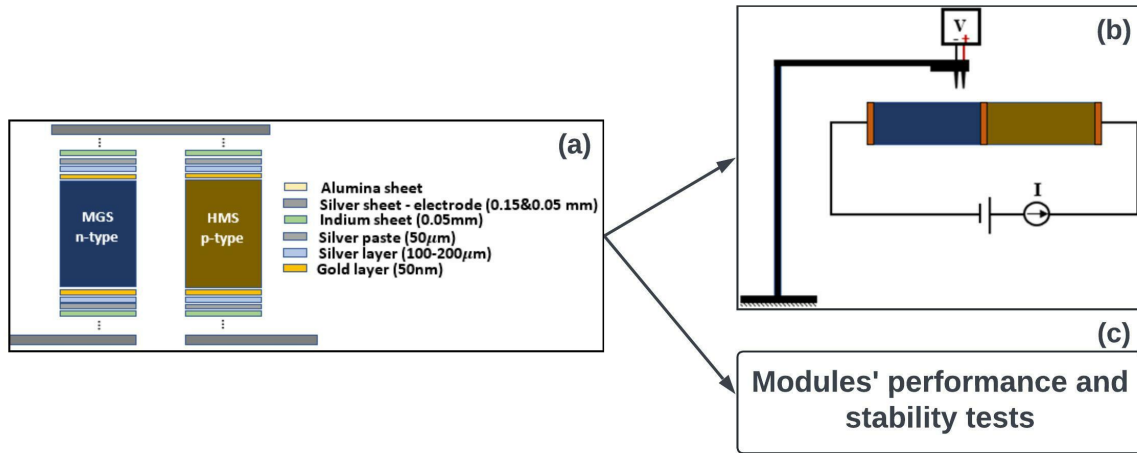 (a)
MGS
n-type
HMS
p-type
Alumina sheet
Silver sheet - electrode (0.15&0.05 mm)
Indium sheet (0.05mm)
Silver paste (50μm)
Silver layer (100-200μm)
Gold layer (50nm)
(b)
V
- +
I
(c)
Modules' performance and
stability tests